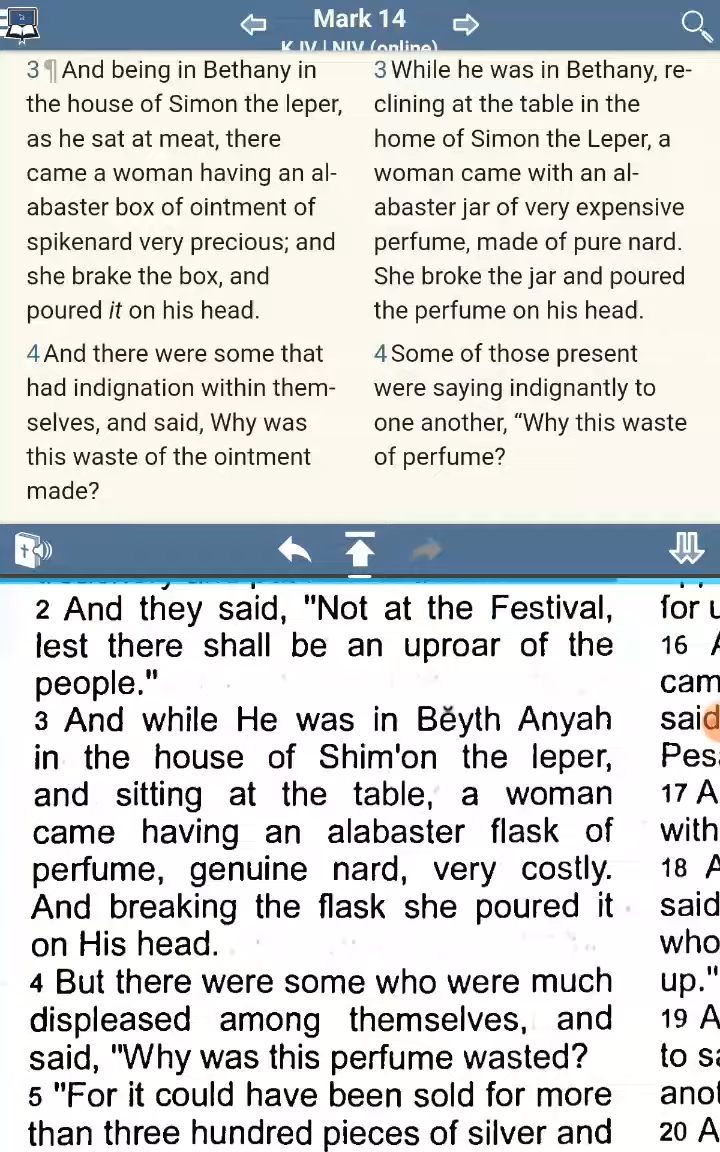 Mark 14
KJV | NIV (online)
3 ¶ And being in Bethany in
the house of Simon the leper,
as he sat at meat, there
came a woman having an al-
abaster box of ointment of
spikenard very precious; and
she brake the box, and
poured it on his head.
4 And there were some that
had indignation within them-
selves, and said, Why was
this waste of the ointment
made?
3 While he was in Bethany, re-
clining at the table in the
home of Simon the Leper, a
woman came with an al-
abaster jar of very expensive
perfume, made of pure nard.
She broke the jar and poured
the perfume on his head.
4 Some of those present
were saying indignantly to
one another, “Why this waste
of perfume?
2 And they said, "Not at the Festival,
lest there shall be an uproar of the
people."
3 And while He was in Běyth Anyah
in the house of Shim'on the leper,
and sitting at the table, a woman
came having an alabaster flask of
perfume, genuine nard, very costly.
And breaking the flask she poured it
on His head.
4 But there were some who were much
displeased among themselves, and
said, "Why was this perfume wasted?
5 "For it could have been sold for more
than three hundred pieces of silver and
for
16
cam
said
Pes
17 A
with
18
said
who
up."
19
to
anot
20 A